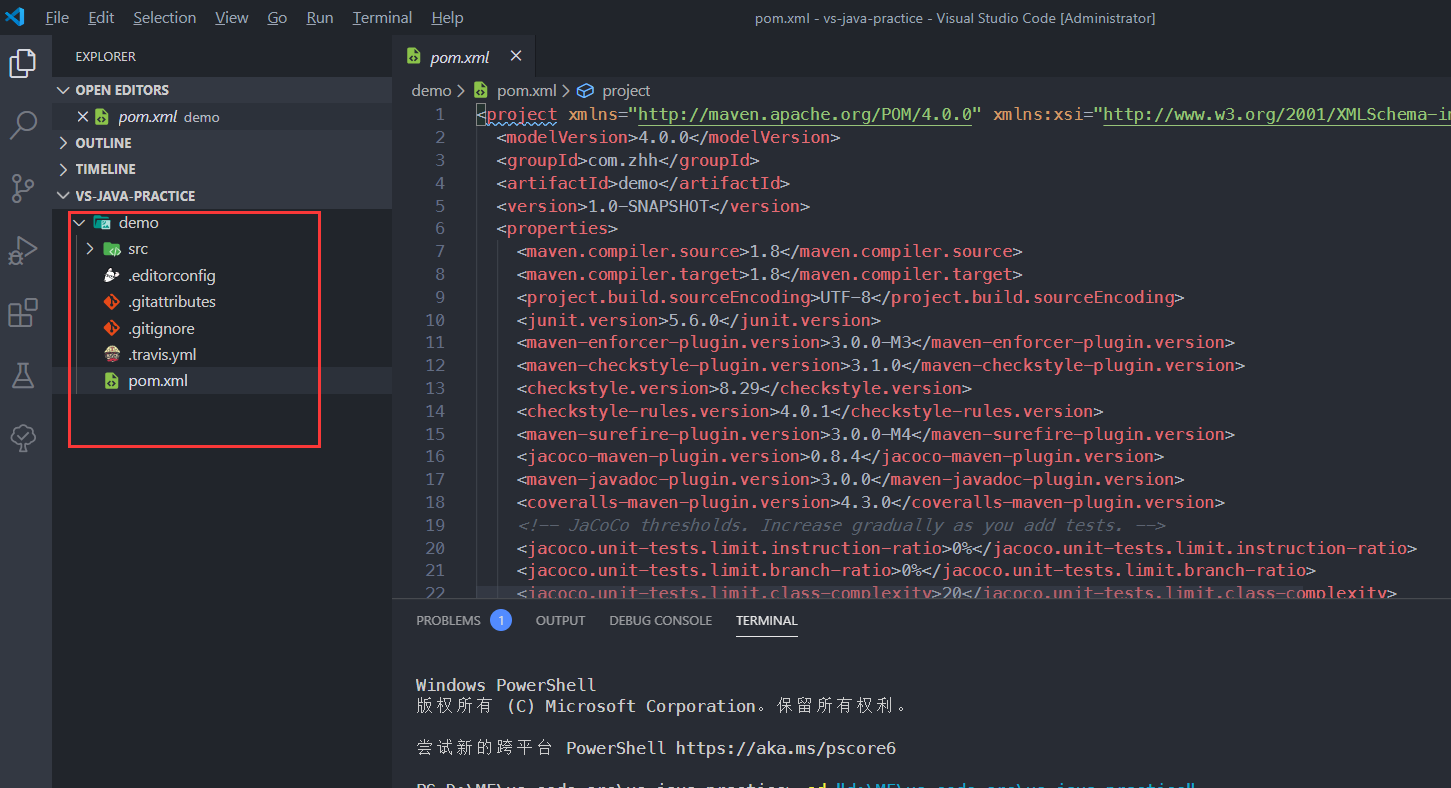 File Edit Selection View Go Run Terminal Help
pom.xml - vs-java-practice - Visual Studio Code [Administrator]
EXPLORER
OPEN EDITORS
pom.xml demo
OUTLINE
TIMELINE
VS-JAVA-PRACTICE
demo
src
.editorconfig
.gitattributes
.gitignore
.travis.yml
pom.xml
pom.xml
demo > pom.xml > project
1 <project xmlns="http://maven.apache.org/POM/4.0.0" xmlns:xsi="http://www.w3.org/2001/XMLSchema-in
2 <modelVersion>4.0.0</modelVersion>
3 <groupId>com.zhh</groupId>
4 <artifactId>demo</artifactId>
5 <version>1.0-SNAPSHOT</version>
6 <properties>
7 <maven.compiler.source>1.8</maven.compiler.source>
8 <maven.compiler.target>1.8</maven.compiler.target>
9 <project.build.sourceEncoding>UTF-8</project.build.sourceEncoding>
10 <junit.version>5.6.0</junit.version>
11 <maven-enforcer-plugin.version>3.0.0-M3</maven-enforcer-plugin.version>
12 <maven-checkstyle-plugin.version>3.1.0</maven-checkstyle-plugin.version>
13 <checkstyle.version>8.29</checkstyle.version>
14 <checkstyle-rules.version>4.0.1</checkstyle-rules.version>
15 <maven-surefire-plugin.version>3.0.0-M4</maven-surefire-plugin.version>
16 <jacoco-maven-plugin.version>0.8.4</jacoco-maven-plugin.version>
17 <maven-javadoc-plugin.version>3.0.0</maven-javadoc-plugin.version>
18 <coveralls-maven-plugin.version>4.3.0</coveralls-maven-plugin.version>
19 <!-- JaCoCo thresholds. Increase gradually as you add tests. -->
20 <jacoco.unit-tests.limit.instruction-ratio>0%</jacoco.unit-tests.limit.instruction-ratio>
21 <jacoco.unit-tests.limit.branch-ratio>0%</jacoco.unit-tests.limit.branch-ratio>
22 <jacoco.unit-tests.limit.class-complexity>20</jacoco.unit-tests.limit.class-complexity>
PROBLEMS 1 OUTPUT DEBUG CONSOLE TERMINAL
Windows PowerShell
版权所有 (C) Microsoft Corporation。保留所有权利。
尝试新的跨平台 PowerShell https://aka.ms/pscore6